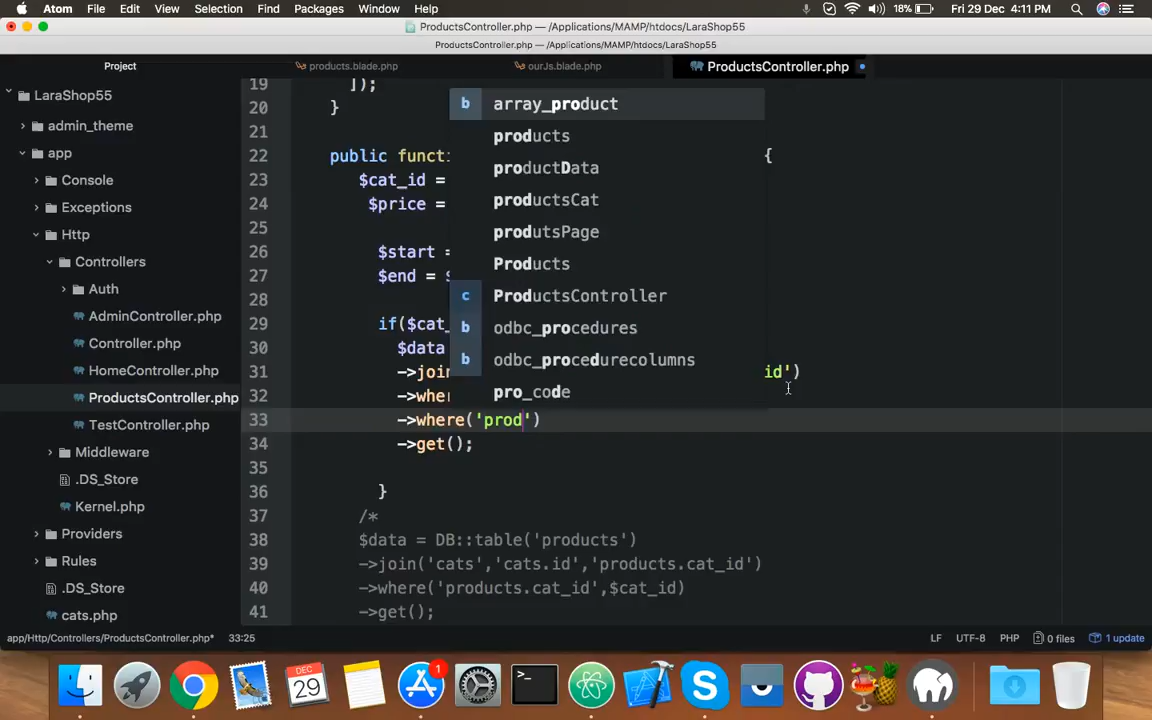 Atom File Edit View Selection Find Packages Window Help 18% Fri 29 Dec 4:11 PM
ProductsController.php — /Applications/MAMP/htdocs/LaraShop55
ProductsController.php — /Applications/MAMP/htdocs/LaraShop55
Project products.blade.php ourJs.blade.php ProductsController.php
LaraShop55
admin_theme
app
Console
Exceptions
Http
Controllers
Auth
AdminController.php
Controller.php
HomeController.php
ProductsController.php
TestController.php
Middleware
.DS_Store
Kernel.php
Providers
Rules
.DS_Store
cats.php
19 ]);
20 }
21
22 public functi {
23 $cat_id =
24 $price =
25
26 $start =
27 $end =
28
29 if($cat_
30 $data
31 ->join id')
32 ->whe
33 ->where('prod')
34 ->get();
35
36 }
37 /*
38 $data = DB::table('products')
39 ->join('cats','cats.id','products.cat_id')
40 ->where('products.cat_id',$cat_id)
41 ->get();
b array_product
products
productData
productsCat
produtsPage
Products
c ProductsController
b odbc_procedures
b odbc_procedurecolumns
pro_code
app/Http/Controllers/ProductsController.php* 33:25 LF UTF-8 PHP 0 files 1 update
DEC
29
1
>_